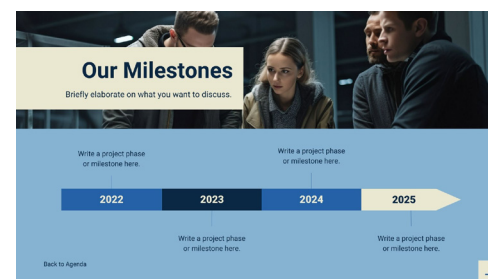 Our Milestones
Briefly elaborate on what you want to discuss.
Write a project phase
or milestone here.
Write a project phase
or milestone here.
2022
2023
2024
2025
Write a project phase
or milestone here.
Write a project phase
or milestone here.
Back to Agenda